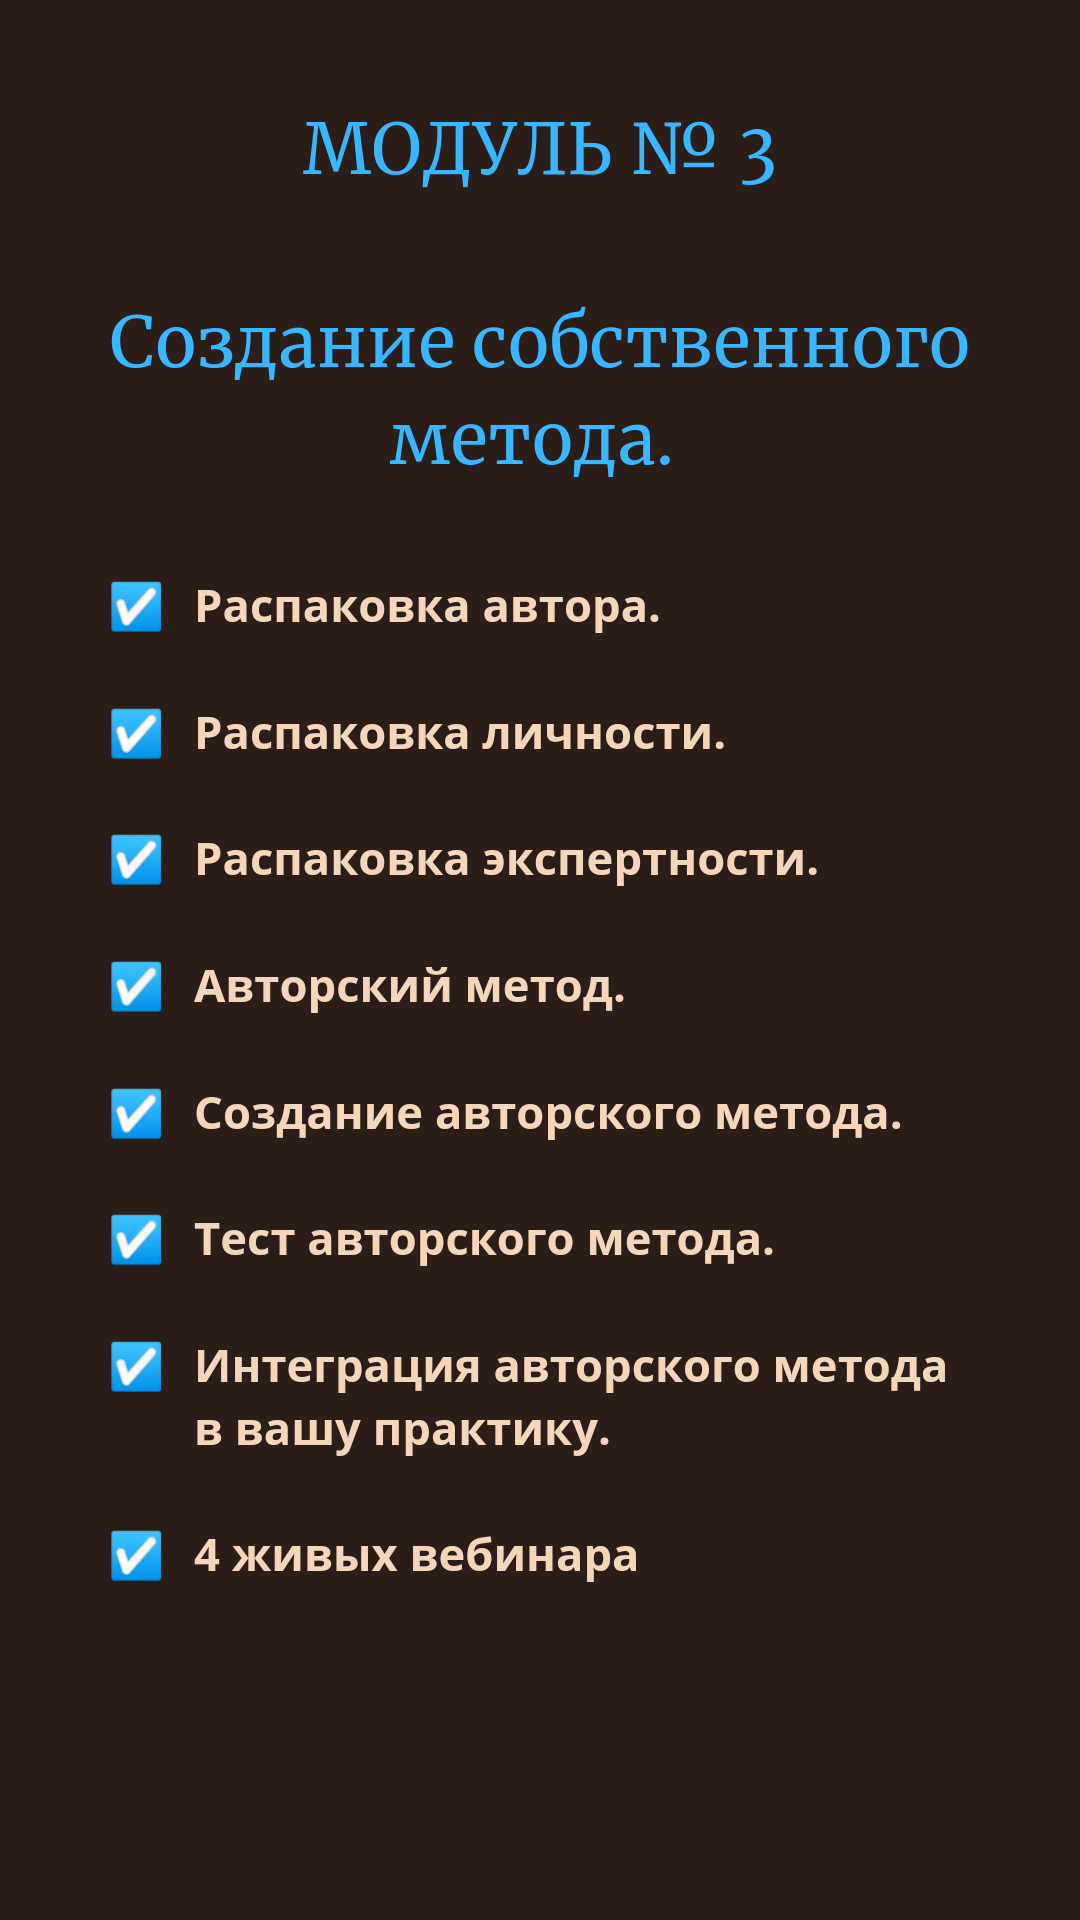 МОДУЛЬ № 3
Создание собственного
метода.
☑️ Распаковка автора.
☑️ Распаковка личности.
☑️ Распаковка экспертности.
☑️ Авторский метод.
☑️ Создание авторского метода.
☑️ Тест авторского метода.
☑️ Интеграция авторского метода
в вашу практику.
☑️ 4 живых вебинара